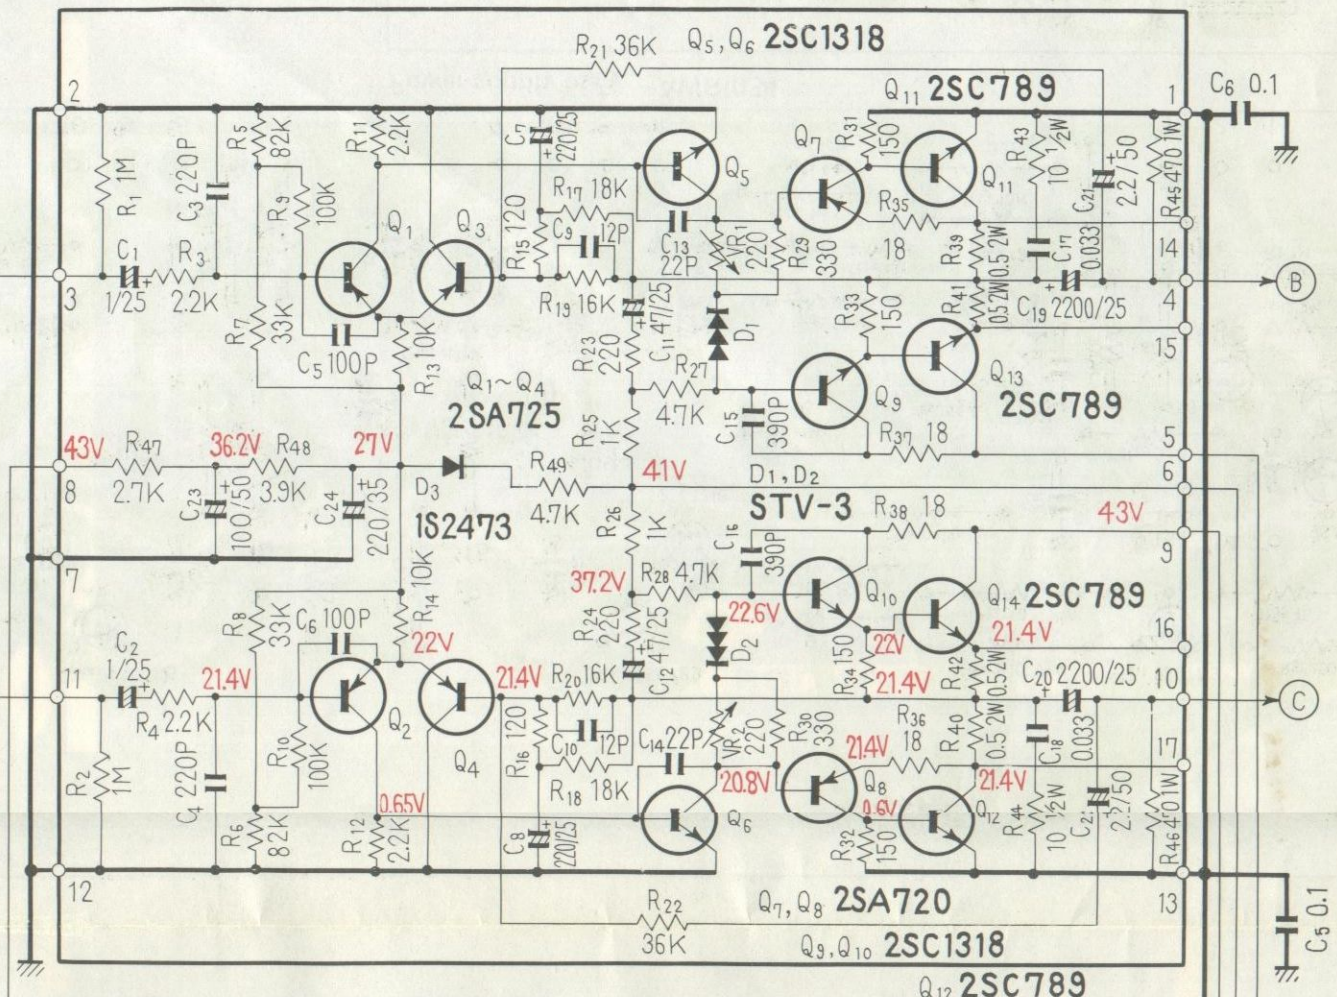 R21 36K
Q5, Q6 2SC1318
Q11 2SC789
C6 0.1
2
1
R1 1M
C3 220P
R5 82K
R9 100K
R11 2.2K
C7 220/25
Q5
Q7
R31 150
Q11
R43 10 ½W
C21 2.2/50
R45 470 1W
Q1
Q3
R17 18K
R15 120
C9 12P
C13 22P
VR1 220
R29 330
R35 18
R39 0.5 2W
C17 0.033
14
3
C1 1/25
R3 2.2K
R7 33K
C5 100P
R13 10K
R19 16K
C11 47/25
R23 220
D1
R33 150
R41 0.5 2W
C19 2200/25
4
B
15
Q1~Q4
2SA725
R25 1K
R27 4.7K
C15 390P
Q9
Q13
2SC789
R37 18
5
43V
R47 2.7K
36.2V
R48 3.9K
27V
8
C23 100/50
C24 220/35
D3
1S2473
R49 4.7K
41V
D1, D2
STV-3
6
R26 1K
C16 390P
R38 18
43V
9
7
R8 33K
C6 100P
R14 10K
22V
37.2V
R28 4.7K
22.6V
R24 220
C12 47/25
D2
Q10
22V
Q14 2SC789
21.4V
16
11
C2 1/25
R4 2.2K
21.4V
Q2
Q4
21.4V
R20 16K
R34 150
21.4V
R42 0.5 2W
C20 2200/25
10
C
R2 1M
C4 220P
R10 100K
R16 120
C10 12P
R18 18K
C14 22P
VR2 220
R30 330
21.4V
R36 18
R40 0.5 2W
C18 0.033
17
20.8V
21.4V
R6 82K
0.65V
R12 2.2K
C8 220/25
Q6
Q8
0.6V
R32 150
Q12
R44 10 ½W
2.2/50
R46 470 1W
12
13
R22 36K
Q7, Q8 2SA720
Q9, Q10 2SC1318
Q12 2SC789
C5 0.1